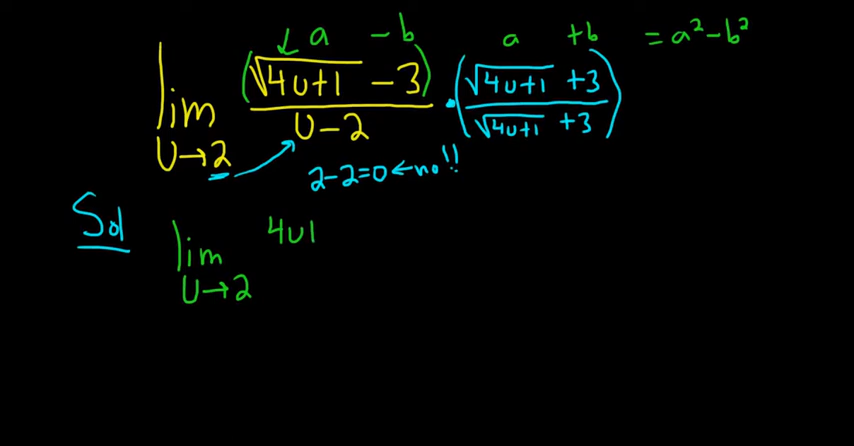 ↙a - b    a + b    = a² - b²
lim U→2 (√(4u+1) - 3)/(U - 2) · ((√(4u+1) + 3)/(√(4u+1) + 3))
2-2=0 ← no!!
Sol
lim U→2 4u|